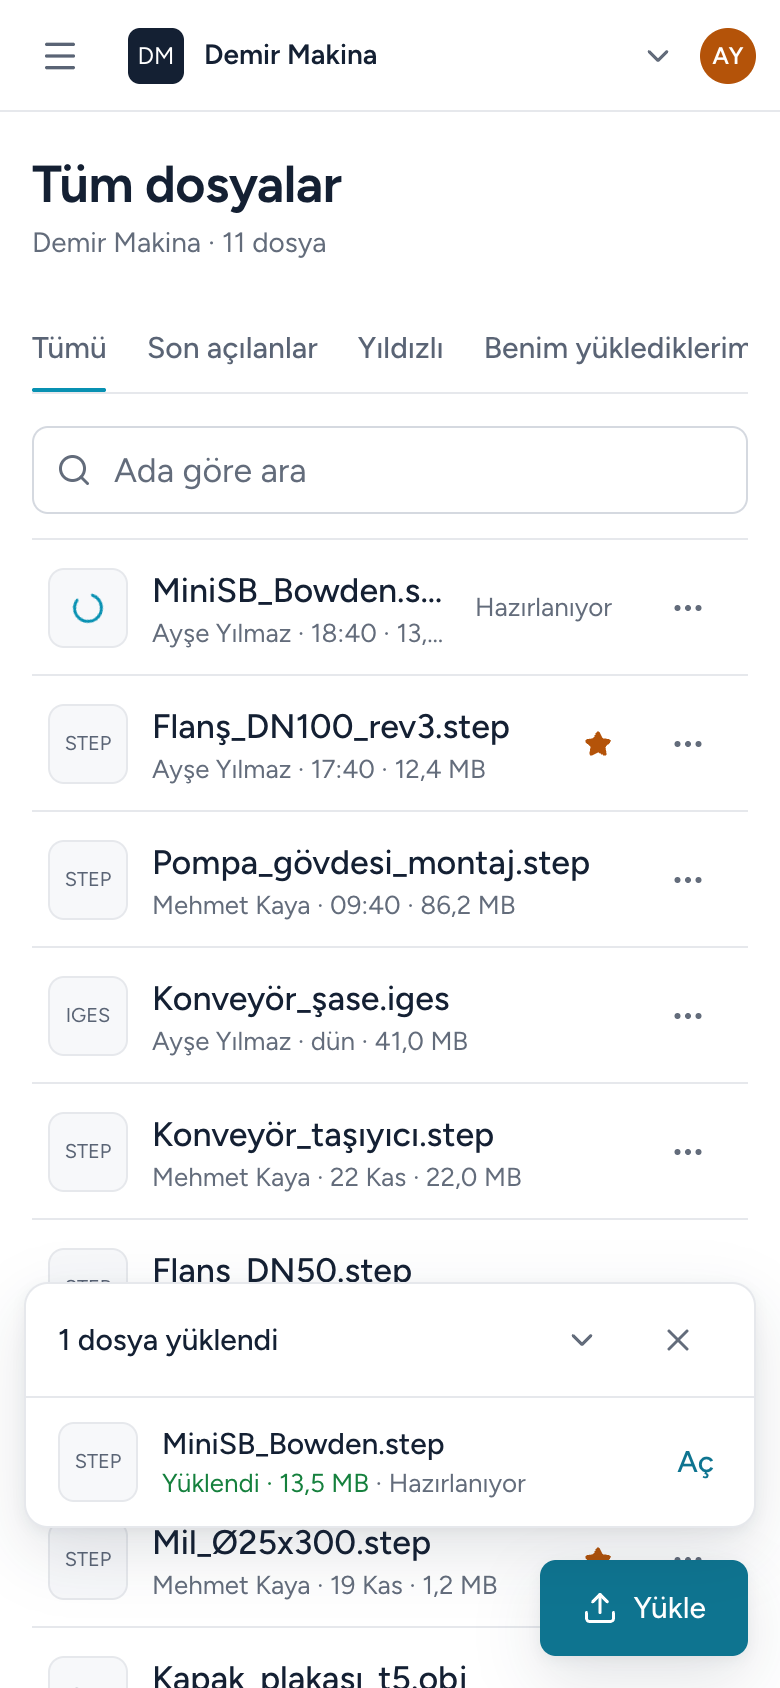 DM Demir Makina AY
Tüm dosyalar
Demir Makina · 11 dosya
Tümü Son açılanlar Yıldızlı Benim yüklediklerim
Ada göre ara
MiniSB_Bowden.s... Hazırlanıyor
Ayşe Yılmaz · 18:40 · 13,...
STEP Flanş_DN100_rev3.step
Ayşe Yılmaz · 17:40 · 12,4 MB
STEP Pompa_gövdesi_montaj.step
Mehmet Kaya · 09:40 · 86,2 MB
IGES Konveyör_şase.iges
Ayşe Yılmaz · dün · 41,0 MB
STEP Konveyör_taşıyıcı.step
Mehmet Kaya · 22 Kas · 22,0 MB
STEP Flanş_DN50.step
1 dosya yüklendi
STEP MiniSB_Bowden.step
Yüklendi · 13,5 MB · Hazırlanıyor
Aç
STEP Mil_Ø25x300.step
Mehmet Kaya · 19 Kas · 1,2 MB
Yükle
Kapak_plakası_t5.obj